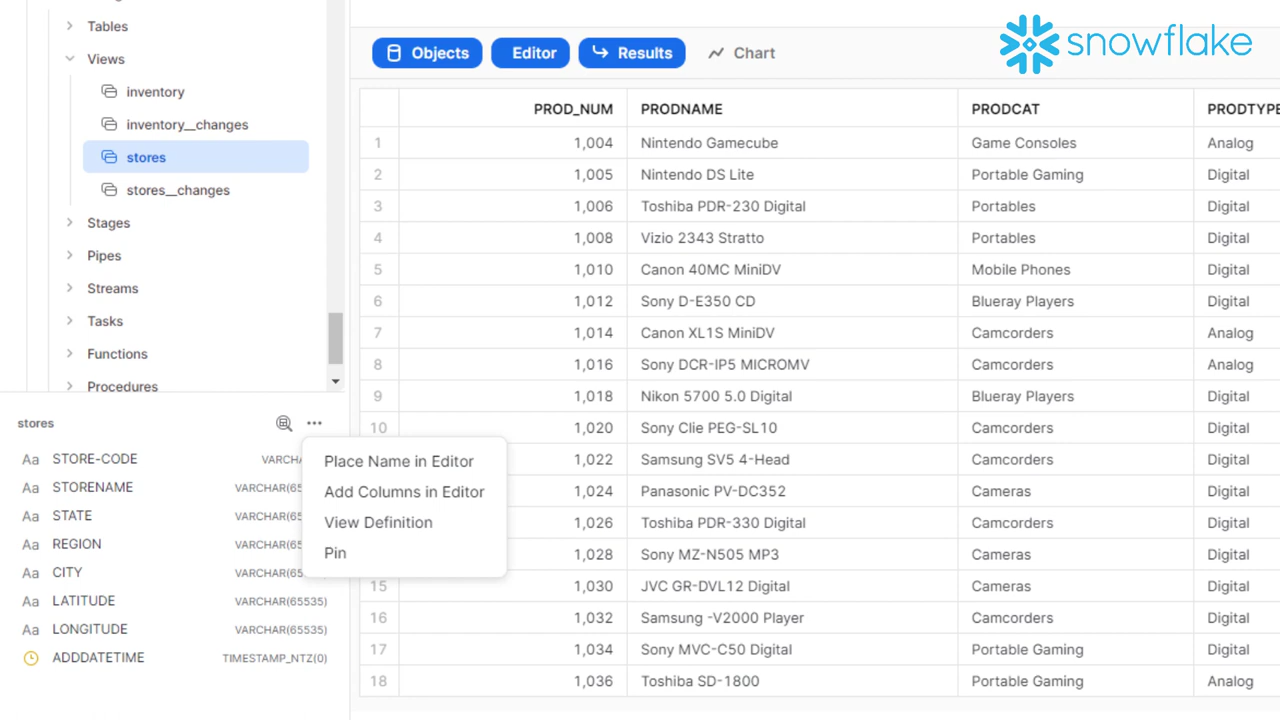 Tables
Views
inventory
inventory__changes
stores
stores__changes
Stages
Pipes
Streams
Tasks
Functions
Procedures
stores
Aa STORE-CODE VARCHA
Aa STORENAME VARCHAR(65
Aa STATE VARCHAR(65
Aa REGION VARCHAR(65
Aa CITY VARCHAR(65
Aa LATITUDE VARCHAR(65535)
Aa LONGITUDE VARCHAR(65535)
ADDDATETIME TIMESTAMP_NTZ(0)
Place Name in Editor
Add Columns in Editor
View Definition
Pin
Objects Editor Results Chart
snowflake
PROD_NUM PRODNAME PRODCAT PRODTYPE
1 1,004 Nintendo Gamecube Game Consoles Analog
2 1,005 Nintendo DS Lite Portable Gaming Digital
3 1,006 Toshiba PDR-230 Digital Portables Digital
4 1,008 Vizio 2343 Stratto Portables Digital
5 1,010 Canon 40MC MiniDV Mobile Phones Digital
6 1,012 Sony D-E350 CD Blueray Players Digital
7 1,014 Canon XL1S MiniDV Camcorders Analog
8 1,016 Sony DCR-IP5 MICROMV Camcorders Analog
9 1,018 Nikon 5700 5.0 Digital Blueray Players Digital
10 1,020 Sony Clie PEG-SL10 Camcorders Digital
1,022 Samsung SV5 4-Head Camcorders Digital
1,024 Panasonic PV-DC352 Cameras Digital
1,026 Toshiba PDR-330 Digital Camcorders Digital
1,028 Sony MZ-N505 MP3 Cameras Digital
15 1,030 JVC GR-DVL12 Digital Cameras Digital
16 1,032 Samsung -V2000 Player Camcorders Digital
17 1,034 Sony MVC-C50 Digital Portable Gaming Digital
18 1,036 Toshiba SD-1800 Portable Gaming Analog